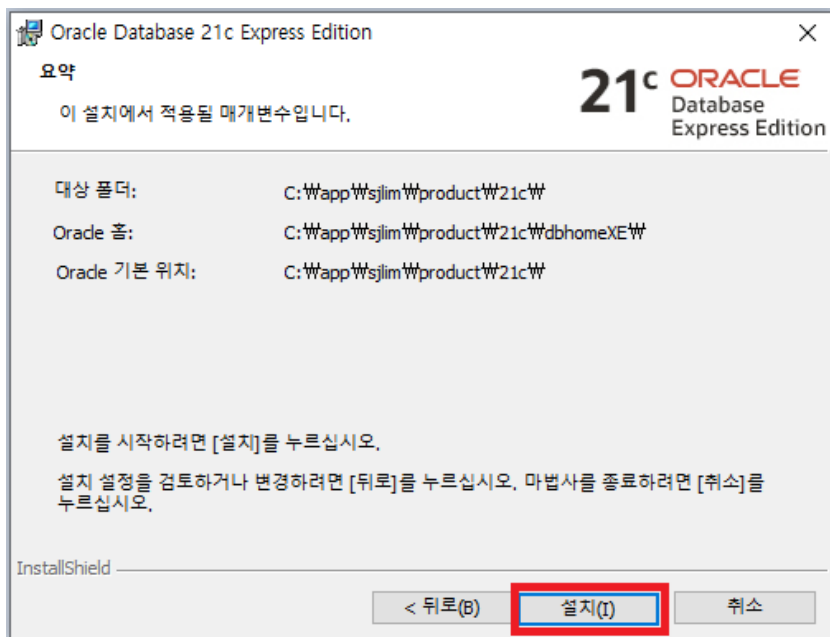 Oracle Database 21c Express Edition
요약
이 설치에서 적용될 매개변수입니다.
21c ORACLE
Database
Express Edition
대상 폴더: C:₩app₩sjlim₩product₩21c₩
Oracle 홈: C:₩app₩sjlim₩product₩21c₩dbhomeXE₩
Oracle 기본 위치: C:₩app₩sjlim₩product₩21c₩
설치를 시작하려면 [설치]를 누르십시오.
설치 설정을 검토하거나 변경하려면 [뒤로]를 누르십시오. 마법사를 종료하려면 [취소]를
누르십시오.
InstallShield
< 뒤로(B) 설치(I) 취소